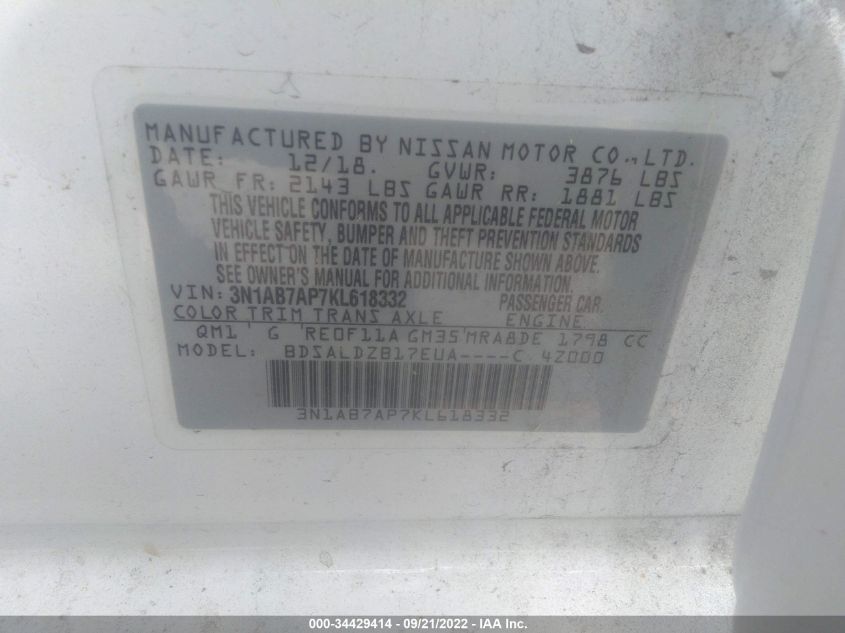 MANUFACTURED BY NISSAN MOTOR CO.,LTD.
DATE: 12/18. GVWR: 3876 LBS
GAWR FR: 2143 LBS GAWR RR: 1881 LBS
THIS VEHICLE CONFORMS TO ALL APPLICABLE FEDERAL MOTOR
VEHICLE SAFETY, BUMPER AND THEFT PREVENTION STANDARDS
IN EFFECT ON THE DATE OF MANUFACTURE SHOWN ABOVE.
SEE OWNER'S MANUAL FOR ADDITIONAL INFORMATION.
VIN: 3N1AB7AP7KL618332 PASSENGER CAR.
COLOR TRIM TRANS AXLE ENGINE
QM1 G RE0F11A GM35 MRA8DE 1798 CC
MODEL: BDSALDZB17EUA----C 4Z000
3N1AB7AP7KL618332
000-34429414 - 09/21/2022 - IAA Inc.